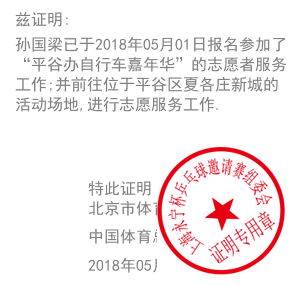 兹证明:
孙国梁已于2018年05月01日报名参加了
“平谷办自行车嘉年华”的志愿者服务
工作;并前往位于平谷区夏各庄新城的
活动场地,进行志愿服务工作.
特此证明
北京市体育
中国体育总
2018年05月
上海永宁杯乒乓球邀请赛组委会
证明专用章